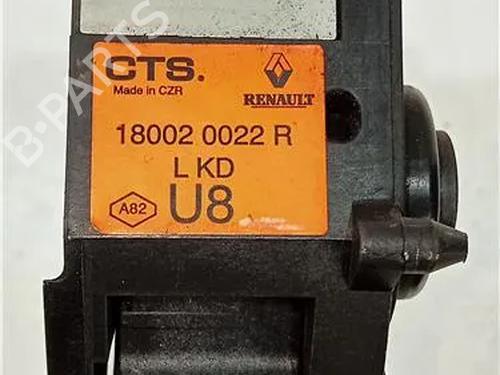 CTS.
Made in CZR
RENAULT
18002 0022 R
L KD
A82
U8
B-PARTS